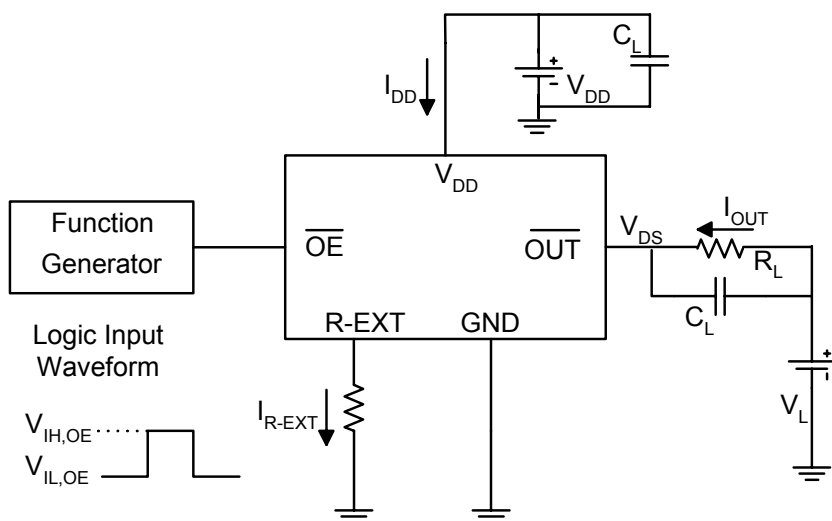 C_L
I_DD
+
-
V_DD
V_DD
Function
Generator
OE
OUT
V_DS
I_OUT
R_L
C_L
R-EXT
GND
+
-
V_L
Logic Input
Waveform
I_R-EXT
V_IH,OE
V_IL,OE